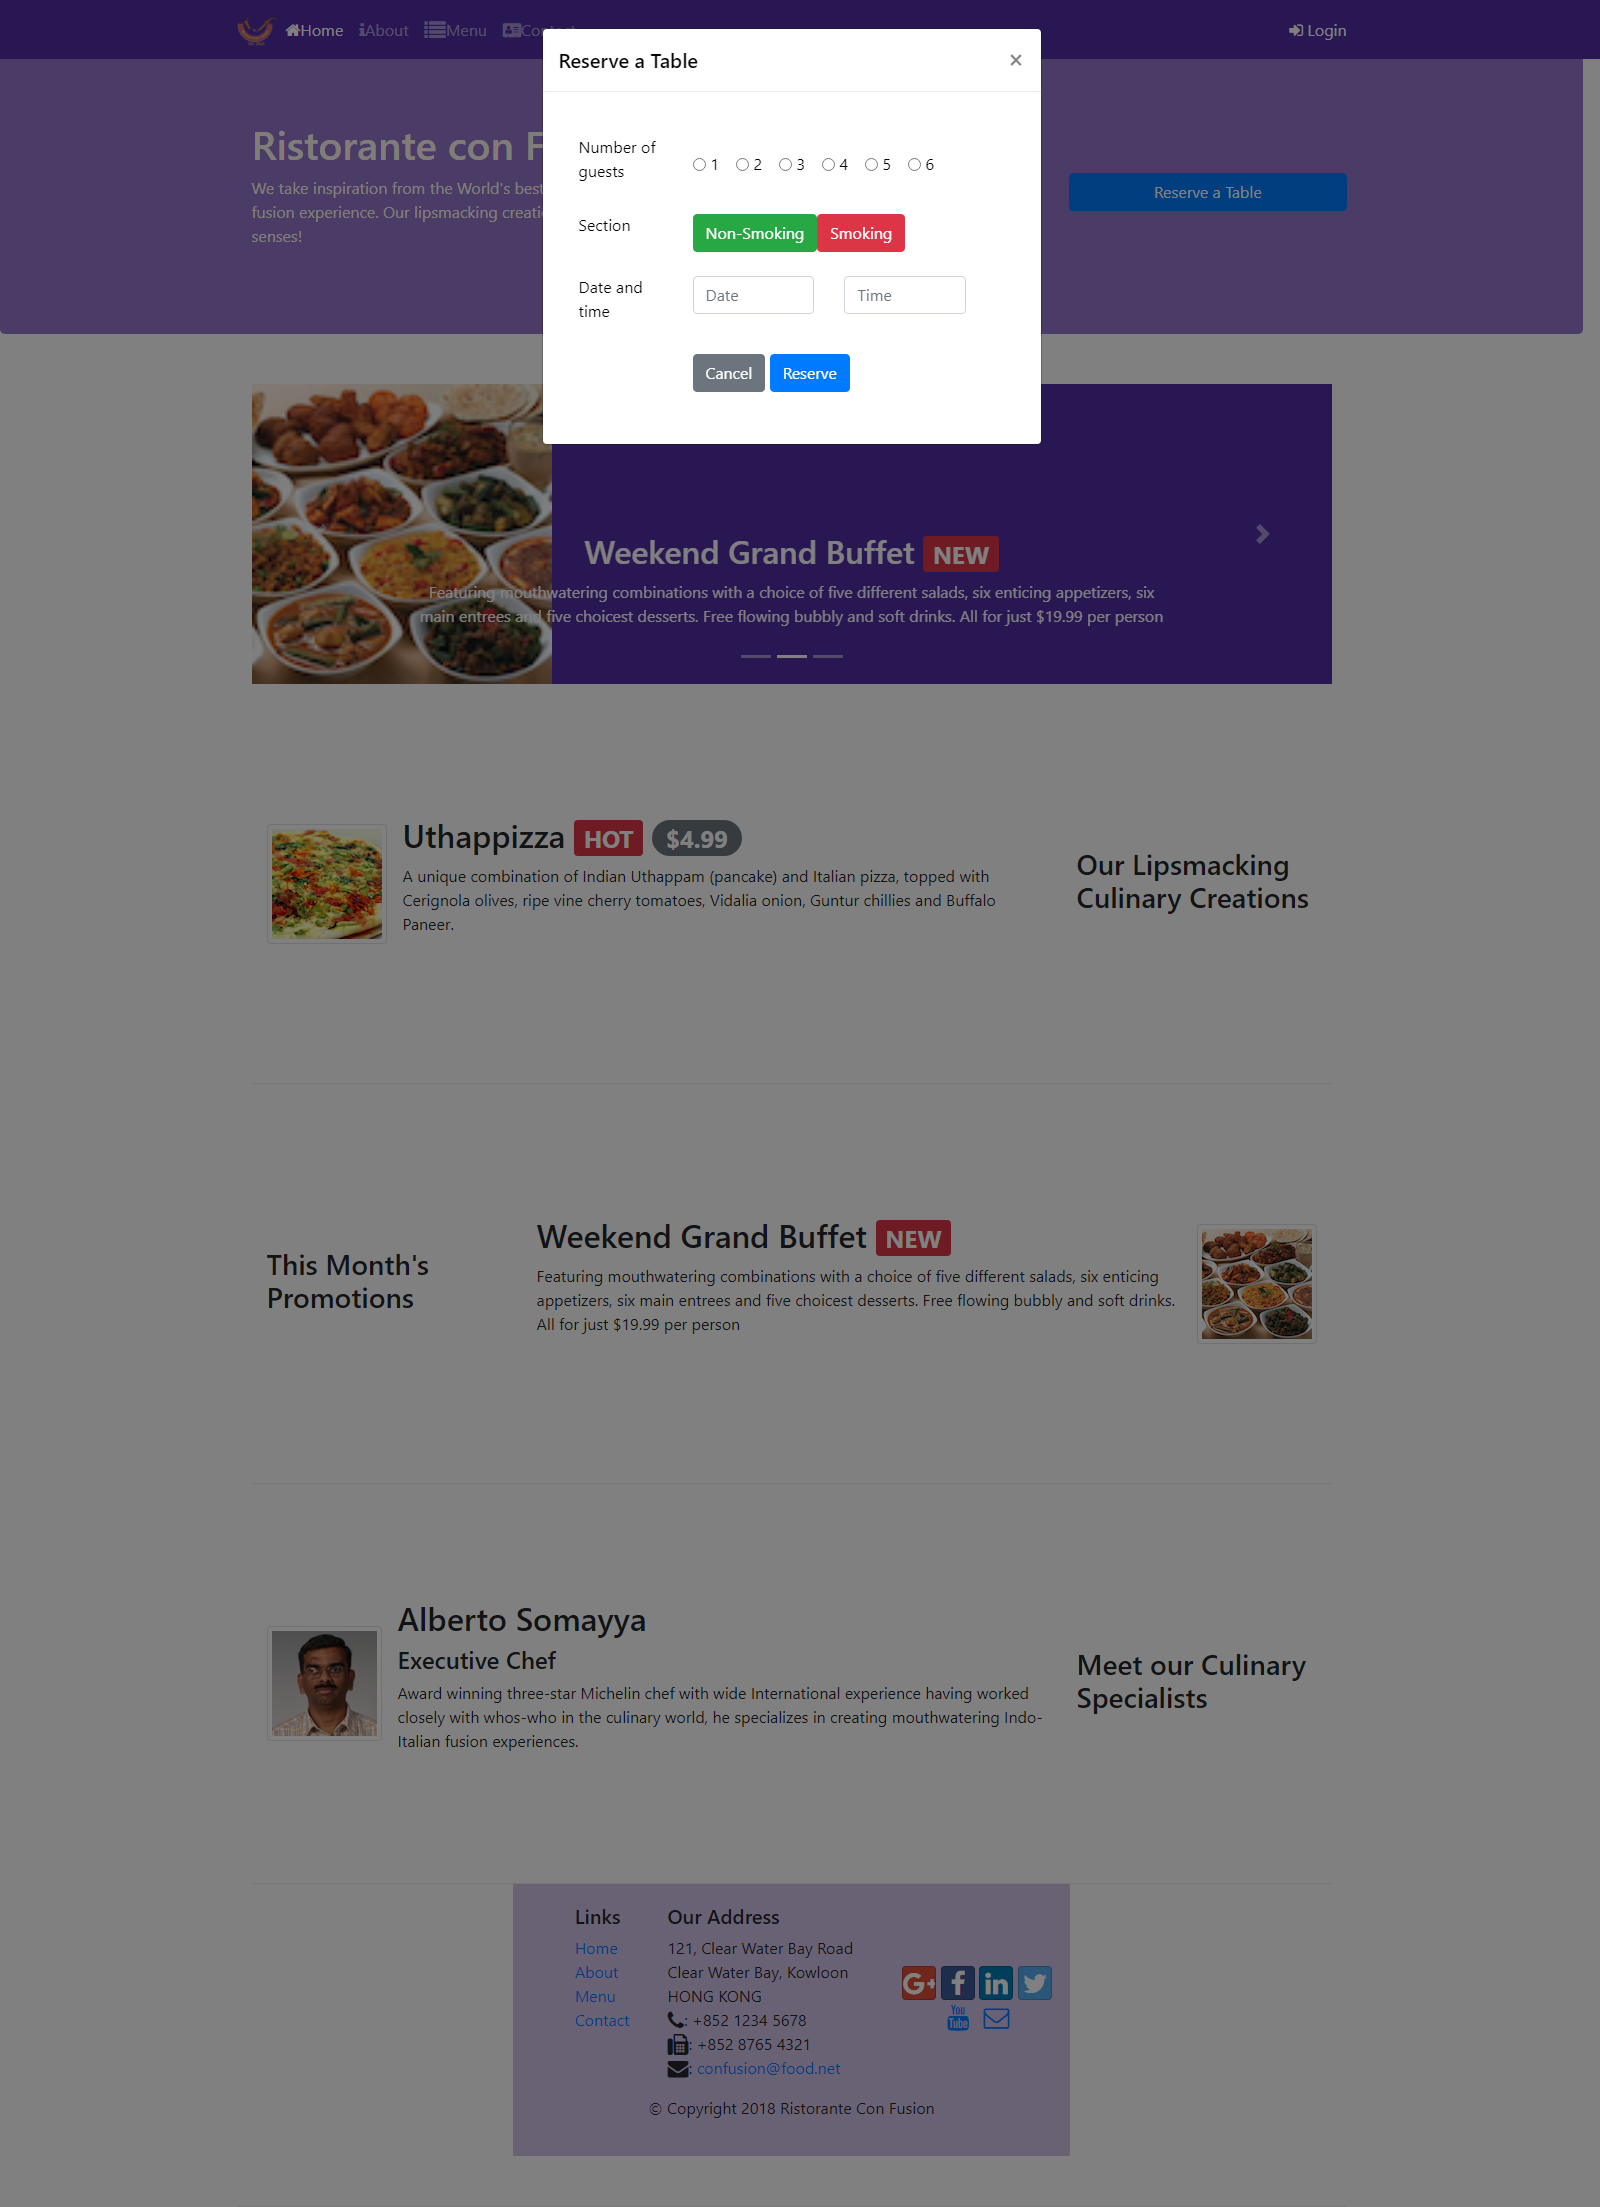 Home About Menu Login
Reserve a Table ×
Ristorante con
We take inspiration from the World's best
fusion experience. Our lipsmacking
senses!
Reserve a Table
Number of
guests
1 2 3 4 5 6
Section
Non-Smoking Smoking
Date and
time
Date Time
Cancel Reserve
Weekend Grand Buffet NEW
Featuring mouthwatering combinations with a choice of five different salads, six enticing appetizers, six
main entrees and five choicest desserts. Free flowing bubbly and soft drinks. All for just $19.99 per person
Uthappizza HOT $4.99
A unique combination of Indian Uthappam (pancake) and Italian pizza, topped with
Cerignola olives, ripe vine cherry tomatoes, Vidalia onion, Guntur chillies and Buffalo
Paneer.
Our Lipsmacking
Culinary Creations
This Month's
Promotions
Weekend Grand Buffet NEW
Featuring mouthwatering combinations with a choice of five different salads, six enticing
appetizers, six main entrees and five choicest desserts. Free flowing bubbly and soft drinks.
All for just $19.99 per person
Alberto Somayya
Executive Chef
Award winning three-star Michelin chef with wide International experience having worked
closely with whos-who in the culinary world, he specializes in creating mouthwatering Indo-
Italian fusion experiences.
Meet our Culinary
Specialists
Links
Home
About
Menu
Contact
Our Address
121, Clear Water Bay Road
Clear Water Bay, Kowloon
HONG KONG
: +852 1234 5678
: +852 8765 4321
: confusion@food.net
G+ f in
You
Tube
© Copyright 2018 Ristorante Con Fusion